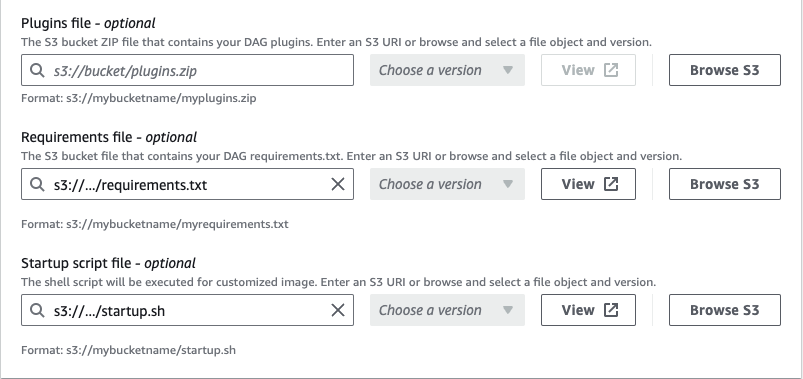 Plugins file - optional
The S3 bucket ZIP file that contains your DAG plugins. Enter an S3 URI or browse and select a file object and version.
s3://bucket/plugins.zip Choose a version View Browse S3
Format: s3://mybucketname/myplugins.zip
Requirements file - optional
The S3 bucket file that contains your DAG requirements.txt. Enter an S3 URI or browse and select a file object and version.
s3://.../requirements.txt Choose a version View Browse S3
Format: s3://mybucketname/myrequirements.txt
Startup script file - optional
The shell script will be executed for customized image. Enter an S3 URI or browse and select a file object and version.
s3://.../startup.sh Choose a version View Browse S3
Format: s3://mybucketname/startup.sh